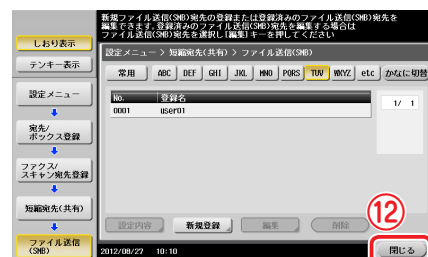 新規ファイル送信(SMB)宛先の登録または登録済みのファイル送信(SMB)宛先を
編集できます。登録済みのファイル送信(SMB)宛先を編集する場合は
ファイル送信(SMB)宛先を選択し[編集]キーを押してください
しおり表示
テンキー表示
設定メニュー
宛先/
ボックス登録
ファクス/
スキャン宛先登録
短縮宛先(共有)
ファイル送信
(SMB)
設定メニュー > 短縮宛先(共有) > ファイル送信(SMB)
常用 ABC DEF GHI JKL MNO PQRS TUV WXYZ etc かなに切替
No. 登録名
0001 user01
1/ 1
設定内容 新規登録 編集 削除
⑫
2012/08/27 10:10
閉じる